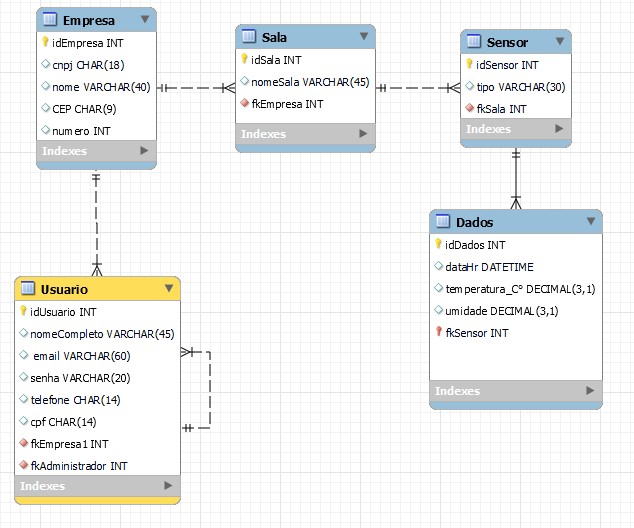 Empresa
idEmpresa INT
cnpj CHAR(18)
nome VARCHAR(40)
CEP CHAR(9)
numero INT
Indexes
Sala
idSala INT
nomeSala VARCHAR(45)
fkEmpresa INT
Indexes
Sensor
idSensor INT
tipo VARCHAR(30)
fkSala INT
Indexes
Usuario
idUsuario INT
nomeCompleto VARCHAR(45)
email VARCHAR(60)
senha VARCHAR(20)
telefone CHAR(14)
cpf CHAR(14)
fkEmpresa1 INT
fkAdministrador INT
Indexes
Dados
idDados INT
dataHr DATETIME
temperatura_C° DECIMAL(3,1)
umidade DECIMAL(3,1)
fkSensor INT
Indexes